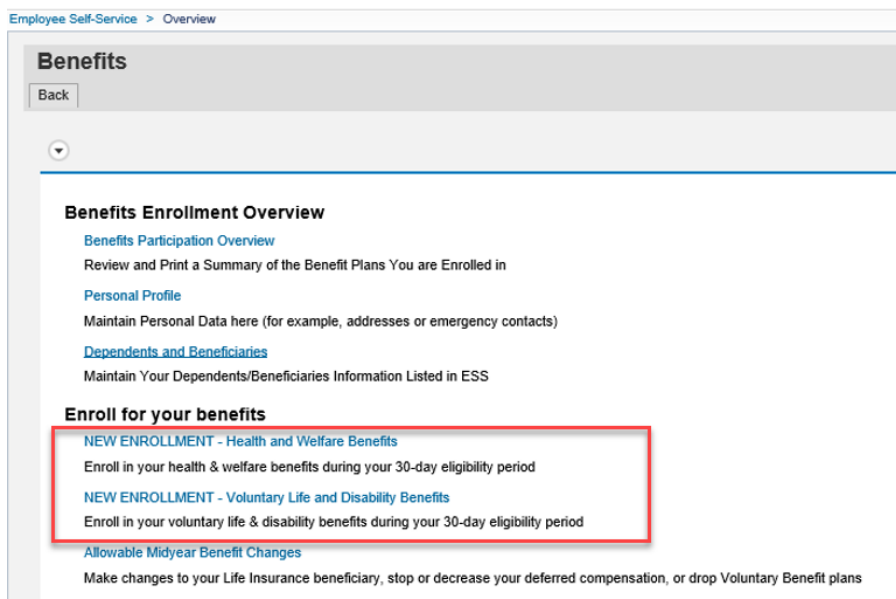 Employee Self-Service > Overview
Benefits
Back
Benefits Enrollment Overview
Benefits Participation Overview
Review and Print a Summary of the Benefit Plans You are Enrolled in
Personal Profile
Maintain Personal Data here (for example, addresses or emergency contacts)
Dependents and Beneficiaries
Maintain Your Dependents/Beneficiaries Information Listed in ESS
Enroll for your benefits
NEW ENROLLMENT - Health and Welfare Benefits
Enroll in your health & welfare benefits during your 30-day eligibility period
NEW ENROLLMENT - Voluntary Life and Disability Benefits
Enroll in your voluntary life & disability benefits during your 30-day eligibility period
Allowable Midyear Benefit Changes
Make changes to your Life Insurance beneficiary, stop or decrease your deferred compensation, or drop Voluntary Benefit plans